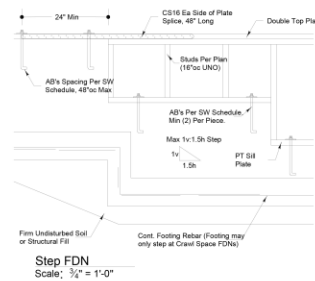 24" Min
CS16 Ea Side of Plate
Splice, 48" Long
Double Top Pla
Studs Per Plan
(16"oc UNO)
AB's Spacing Per SW
Schedule, 48"oc Max
AB's Per SW Schedule,
Min (2) Per Piece.
Max 1v:1.5h Step
1v
1.5h
PT Sill
Plate
Firm Undisturbed Soil
or Structural Fill
Cont. Footing Rebar (Footing may
only step at Crawl Space FDNs)
Step FDN
Scale; ¾" = 1'-0"